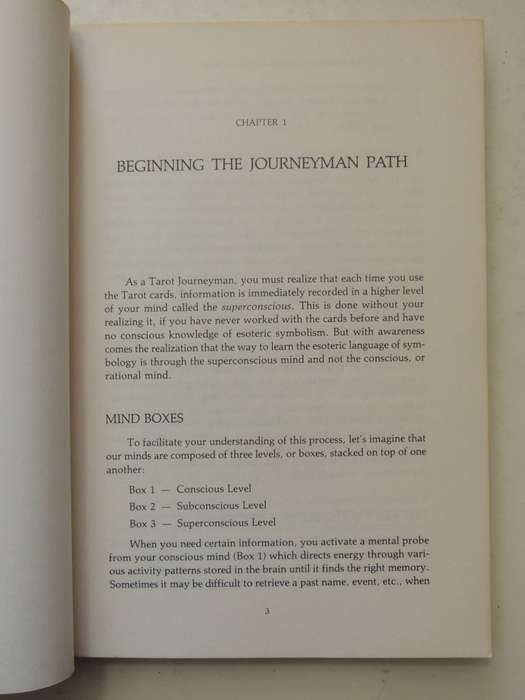 CHAPTER 1
BEGINNING THE JOURNEYMAN PATH
As a Tarot Journeyman, you must realize that each time you use
the Tarot cards, information is immediately recorded in a higher level
of your mind called the superconscious. This is done without your
realizing it, if you have never worked with the cards before and have
no conscious knowledge of esoteric symbolism. But with awareness
comes the realization that the way to learn the esoteric language of sym-
bology is through the superconscious mind and not the conscious, or
rational mind.
MIND BOXES
To facilitate your understanding of this process, let's imagine that
our minds are composed of three levels, or boxes, stacked on top of one
another:
Box 1 — Conscious Level
Box 2 — Subconscious Level
Box 3 — Superconscious Level
When you need certain information, you activate a mental probe
from your conscious mind (Box 1) which directs energy through vari-
ous activity patterns stored in the brain until it finds the right memory.
Sometimes it may be difficult to retrieve a past name, event, etc., when
3